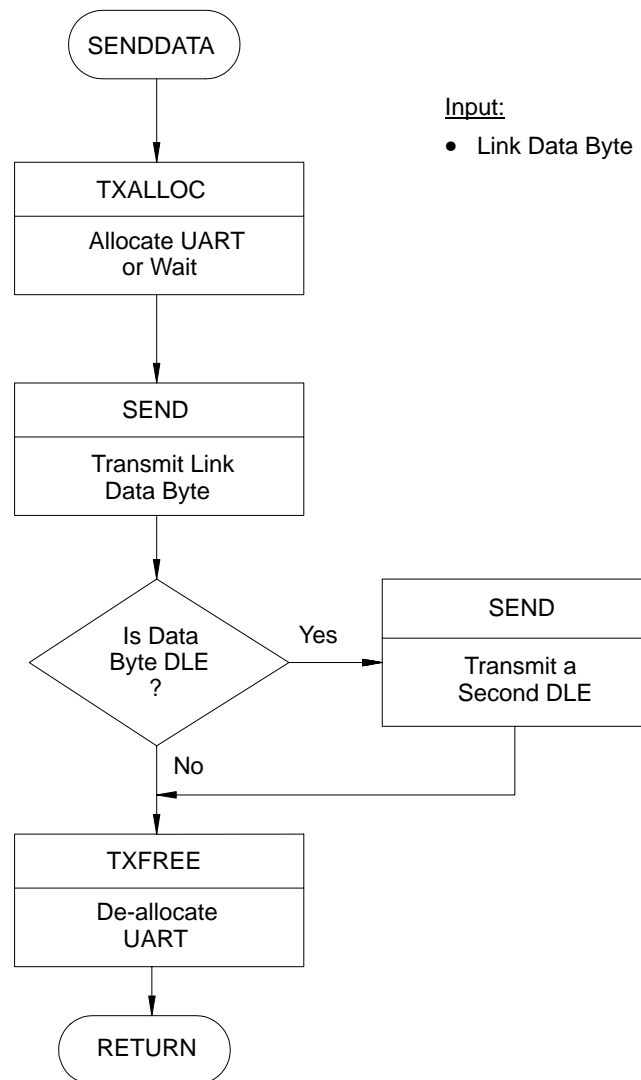 SENDDATA
Input:
• Link Data Byte
TXALLOC
Allocate UART
or Wait
SEND
Transmit Link
Data Byte
Is Data
Byte DLE
?
Yes
SEND
Transmit a
Second DLE
No
TXFREE
De-allocate
UART
RETURN